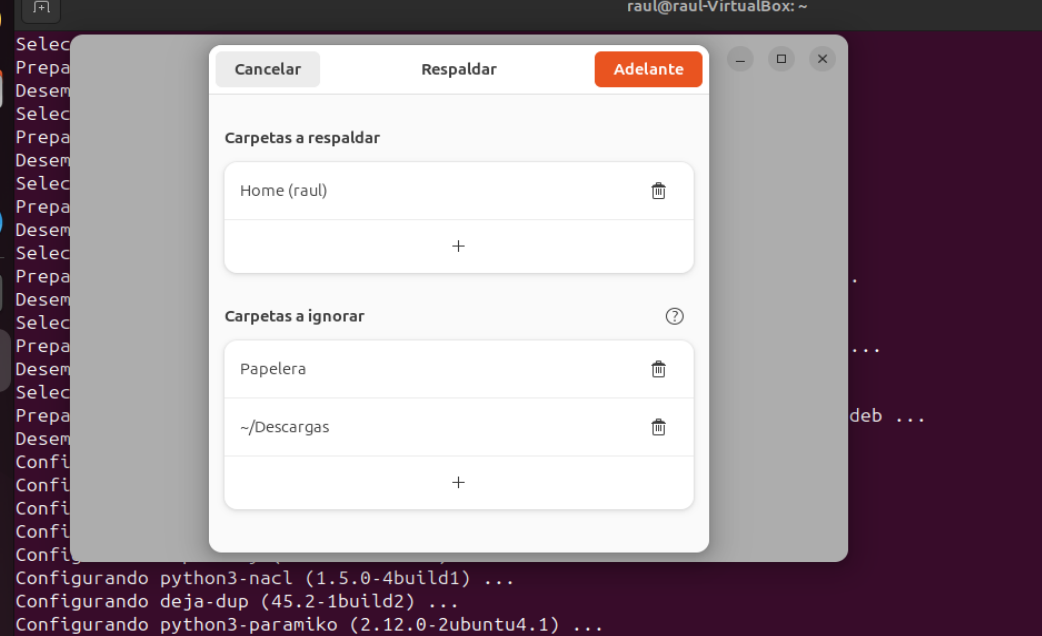 raul@raul-VirtualBox: ~
Cancelar
Respaldar
Adelante
Carpetas a respaldar
Home (raul)
+
Carpetas a ignorar
?
Papelera
~/Descargas
+
Selec
Prepa
Desem
Selec
Prepa
Desem
Selec
Prepa
Desem
Selec
Prepa .
Desem
Selec
Prepa ...
Desem
Selec
Prepa deb ...
Desem
Confi
Confi
Confi
Confi
Config
Configurando python3-nacl (1.5.0-4build1) ...
Configurando deja-dup (45.2-1build2) ...
Configurando python3-paramiko (2.12.0-2ubuntu4.1) ...